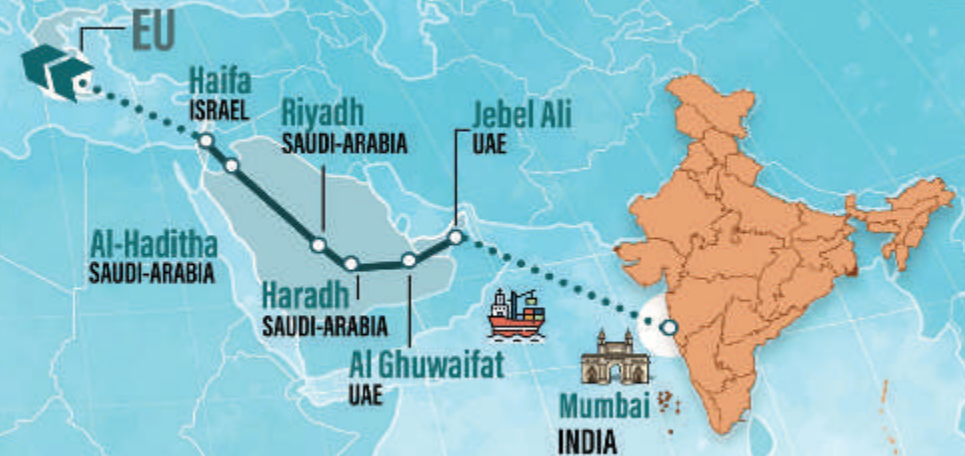 EU
Haifa
ISRAEL
Riyadh
SAUDI-ARABIA
Jebel Ali
UAE
Al-Haditha
SAUDI-ARABIA
Haradh
SAUDI-ARABIA
Al Ghuwaifat
UAE
Mumbai
INDIA